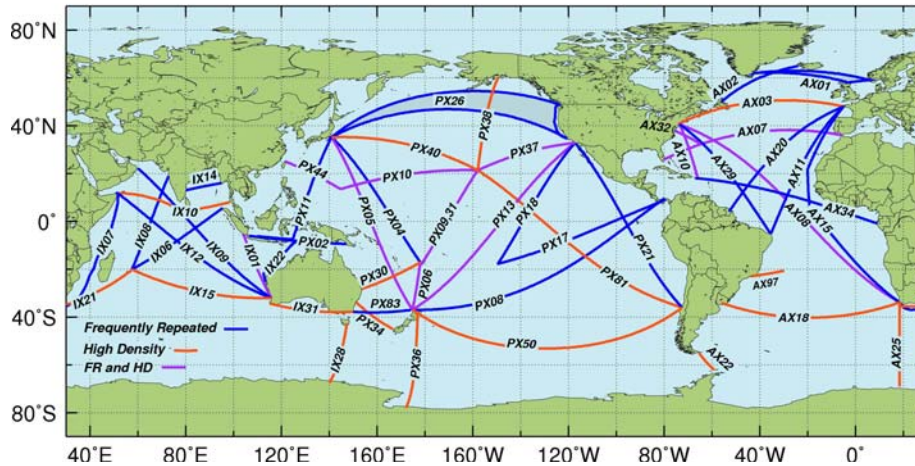 80°N
40°N
0°
40°S
80°S
AX02
AX01
AX03
PX26
PX38
AX32
AX07
AX20
PX40
PX37
AX10
PX44
PX10
AX29
AX11
IX14
PX11
IX10
PX05
PX04
PX09,31
PX13
PX18
AX34
AX08
AX15
IX07
IX08
IX06
IX12
IX09
IX01
IX22
PX02
PX17
PX21
PX30
PX06
PX81
AX97
IX21
IX15
IX31
PX83
PX08
AX18
PX34
PX50
IX28
PX36
AX22
AX25
Frequently Repeated
High Density
FR and HD
40°E 80°E 120°E 160°E 160°W 120°W 80°W 40°W 0°